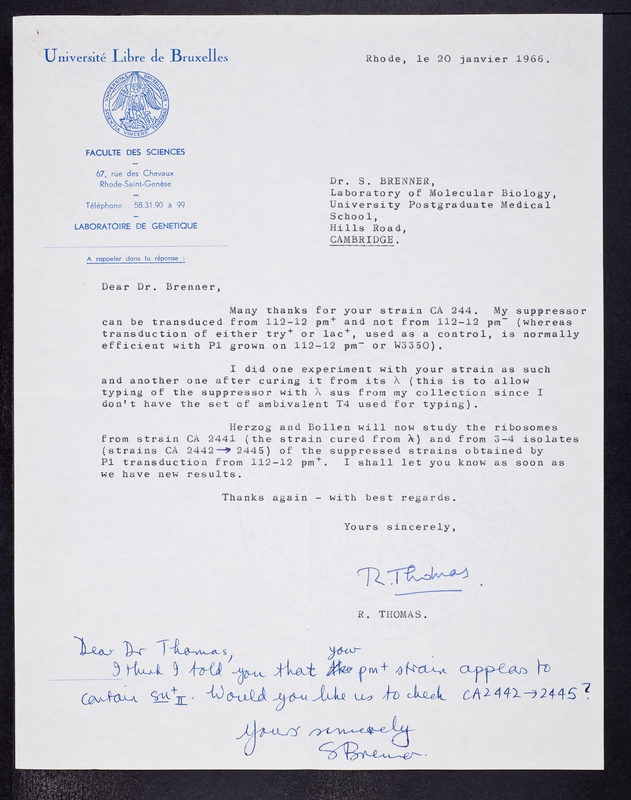 Université Libre de Bruxelles
Rhode, le 20 janvier 1966.
FACULTE DES SCIENCES
67, rue des Chevaux
Rhode-Saint-Genèse
Téléphone : 58.31.90 à 99
LABORATOIRE DE GENETIQUE
A rappeler dans la réponse :
Dr. S. BRENNER,
Laboratory of Molecular Biology,
University Postgraduate Medical
School,
Hills Road,
CAMBRIDGE.
Dear Dr. Brenner,
Many thanks for your strain CA 244. My suppressor
can be transduced from 112-12 pm+ and not from 112-12 pm− (whereas
transduction of either try+ or lac+, used as a control, is normally
efficient with P1 grown on 112-12 pm− or W3350).
I did one experiment with your strain as such
and another one after curing it from its λ (this is to allow
typing of the suppressor with λ sus from my collection since I
don't have the set of ambivalent T4 used for typing).
Herzog and Bollen will now study the ribosomes
from strain CA 2441 (the strain cured from λ) and from 3-4 isolates
(strains CA 2442 → 2445) of the suppressed strains obtained by
P1 transduction from 112-12 pm+. I shall let you know as soon as
we have new results.
Thanks again - with best regards.
Yours sincerely,
R. Thomas.
R. THOMAS.
Dear Dr Thomas,
I think I told you that the your pm+ strain appears to
contain su+II. Would you like us to check CA2442→2445?
Yours sincerely
S Brenner.